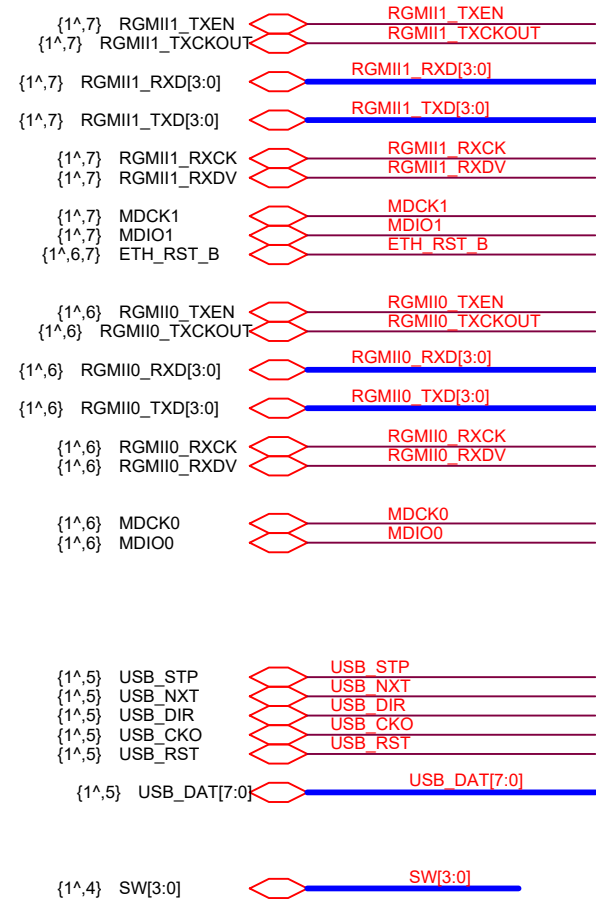 {1^,7} RGMII1_TXEN RGMII1_TXEN
{1^,7} RGMII1_TXCKOUT RGMII1_TXCKOUT
{1^,7} RGMII1_RXD[3:0] RGMII1_RXD[3:0]
{1^,7} RGMII1_TXD[3:0] RGMII1_TXD[3:0]
{1^,7} RGMII1_RXCK RGMII1_RXCK
{1^,7} RGMII1_RXDV RGMII1_RXDV
{1^,7} MDCK1 MDCK1
{1^,7} MDIO1 MDIO1
{1^,6,7} ETH_RST_B ETH_RST_B
{1^,6} RGMII0_TXEN RGMII0_TXEN
{1^,6} RGMII0_TXCKOUT RGMII0_TXCKOUT
{1^,6} RGMII0_RXD[3:0] RGMII0_RXD[3:0]
{1^,6} RGMII0_TXD[3:0] RGMII0_TXD[3:0]
{1^,6} RGMII0_RXCK RGMII0_RXCK
{1^,6} RGMII0_RXDV RGMII0_RXDV
{1^,6} MDCK0 MDCK0
{1^,6} MDIO0 MDIO0
{1^,5} USB_STP USB_STP
{1^,5} USB_NXT USB_NXT
{1^,5} USB_DIR USB_DIR
{1^,5} USB_CKO USB_CKO
{1^,5} USB_RST USB_RST
{1^,5} USB_DAT[7:0] USB_DAT[7:0]
{1^,4} SW[3:0] SW[3:0]